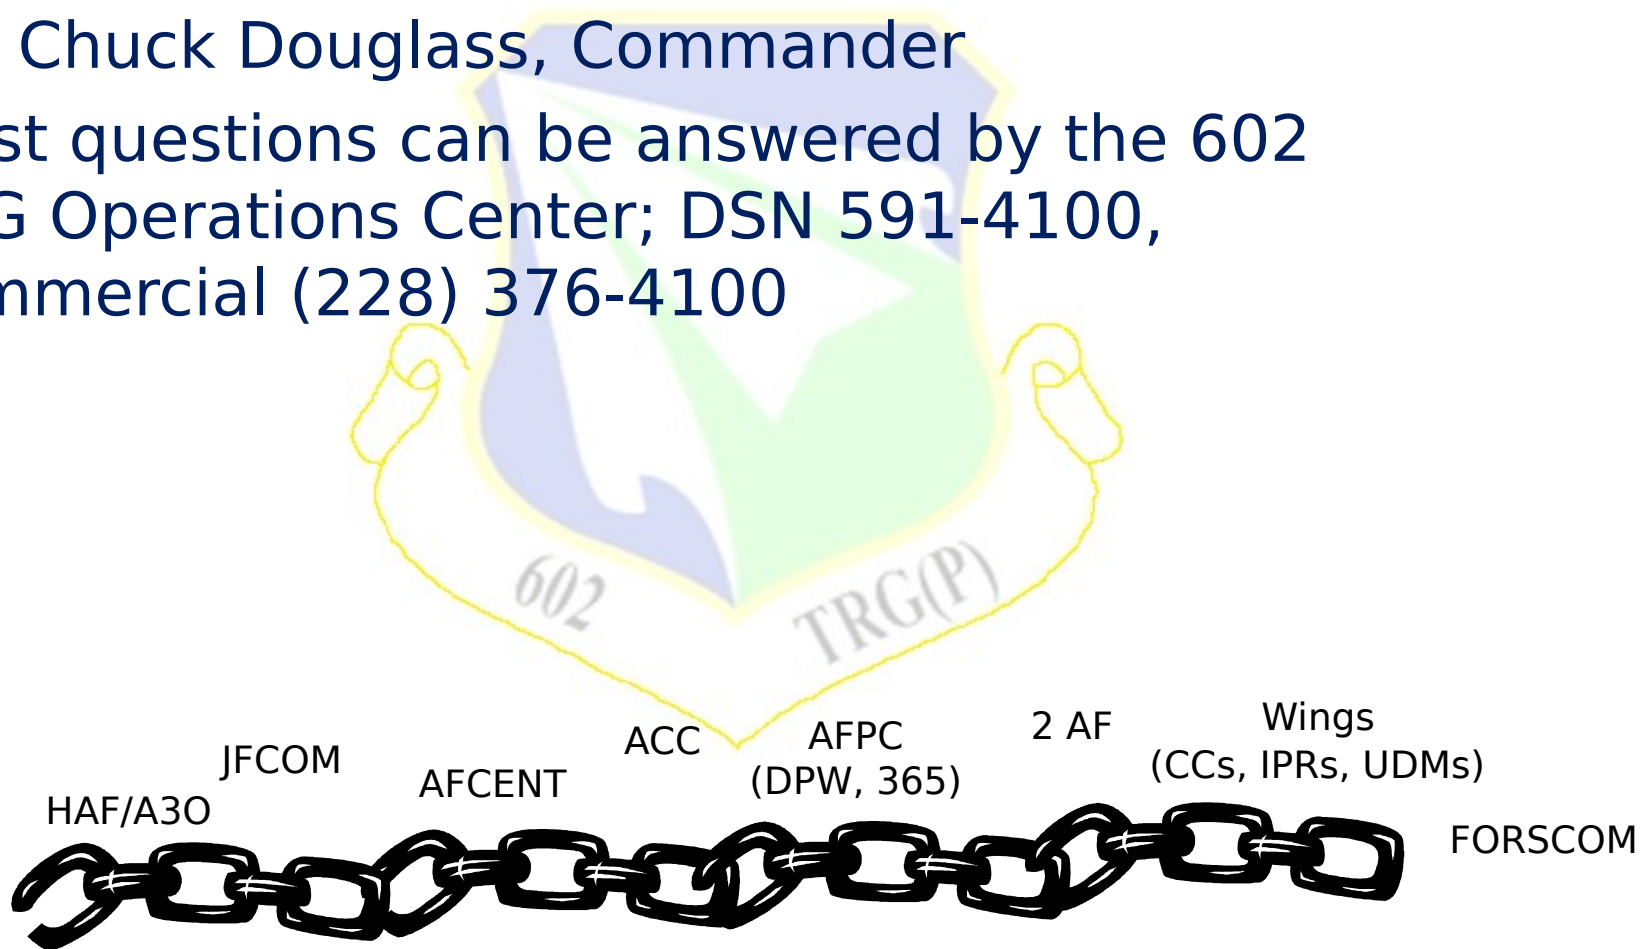 Chuck Douglass, Commander
st questions can be answered by the 602
G Operations Center; DSN 591-4100,
mmercial (228) 376-4100
602 TRG(P)
HAF/A3O
JFCOM
AFCENT
ACC
AFPC
(DPW, 365)
2 AF
Wings
(CCs, IPRs, UDMs)
FORSCOM